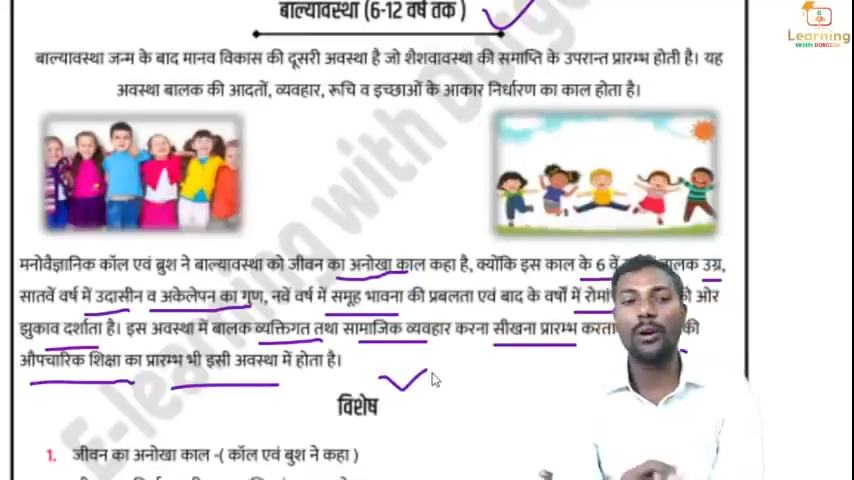 बाल्यावस्था (6-12 वर्ष तक )
Learning
With DURGESH
बाल्यावस्था जन्म के बाद मानव विकास की दूसरी अवस्था है जो शैशवावस्था की समाप्ति के उपरान्त प्रारम्भ होती है। यह
अवस्था बालक की आदतों, व्यवहार, रूचि व इच्छाओं के आकार निर्धारण का काल होता है।
E-learning with Durgesh
मनोवैज्ञानिक कॉल एवं ब्रुश ने बाल्यावस्था को जीवन का अनोखा काल कहा है, क्योंकि इस काल के 6 वें बालक उग्र,
सातवें वर्ष में उदासीन व अकेलेपन का गुण, नवें वर्ष में समूह भावना की प्रबलता एवं बाद के वर्षों में ओर
झुकाव दर्शाता है। इस अवस्था में बालक व्यक्तिगत तथा सामाजिक व्यवहार करना सीखना प्रारम्भ करता की
औपचारिक शिक्षा का प्रारम्भ भी इसी अवस्था में होता है।
विशेष
1. जीवन का अनोखा काल -( कॉल एवं बुश ने कहा )